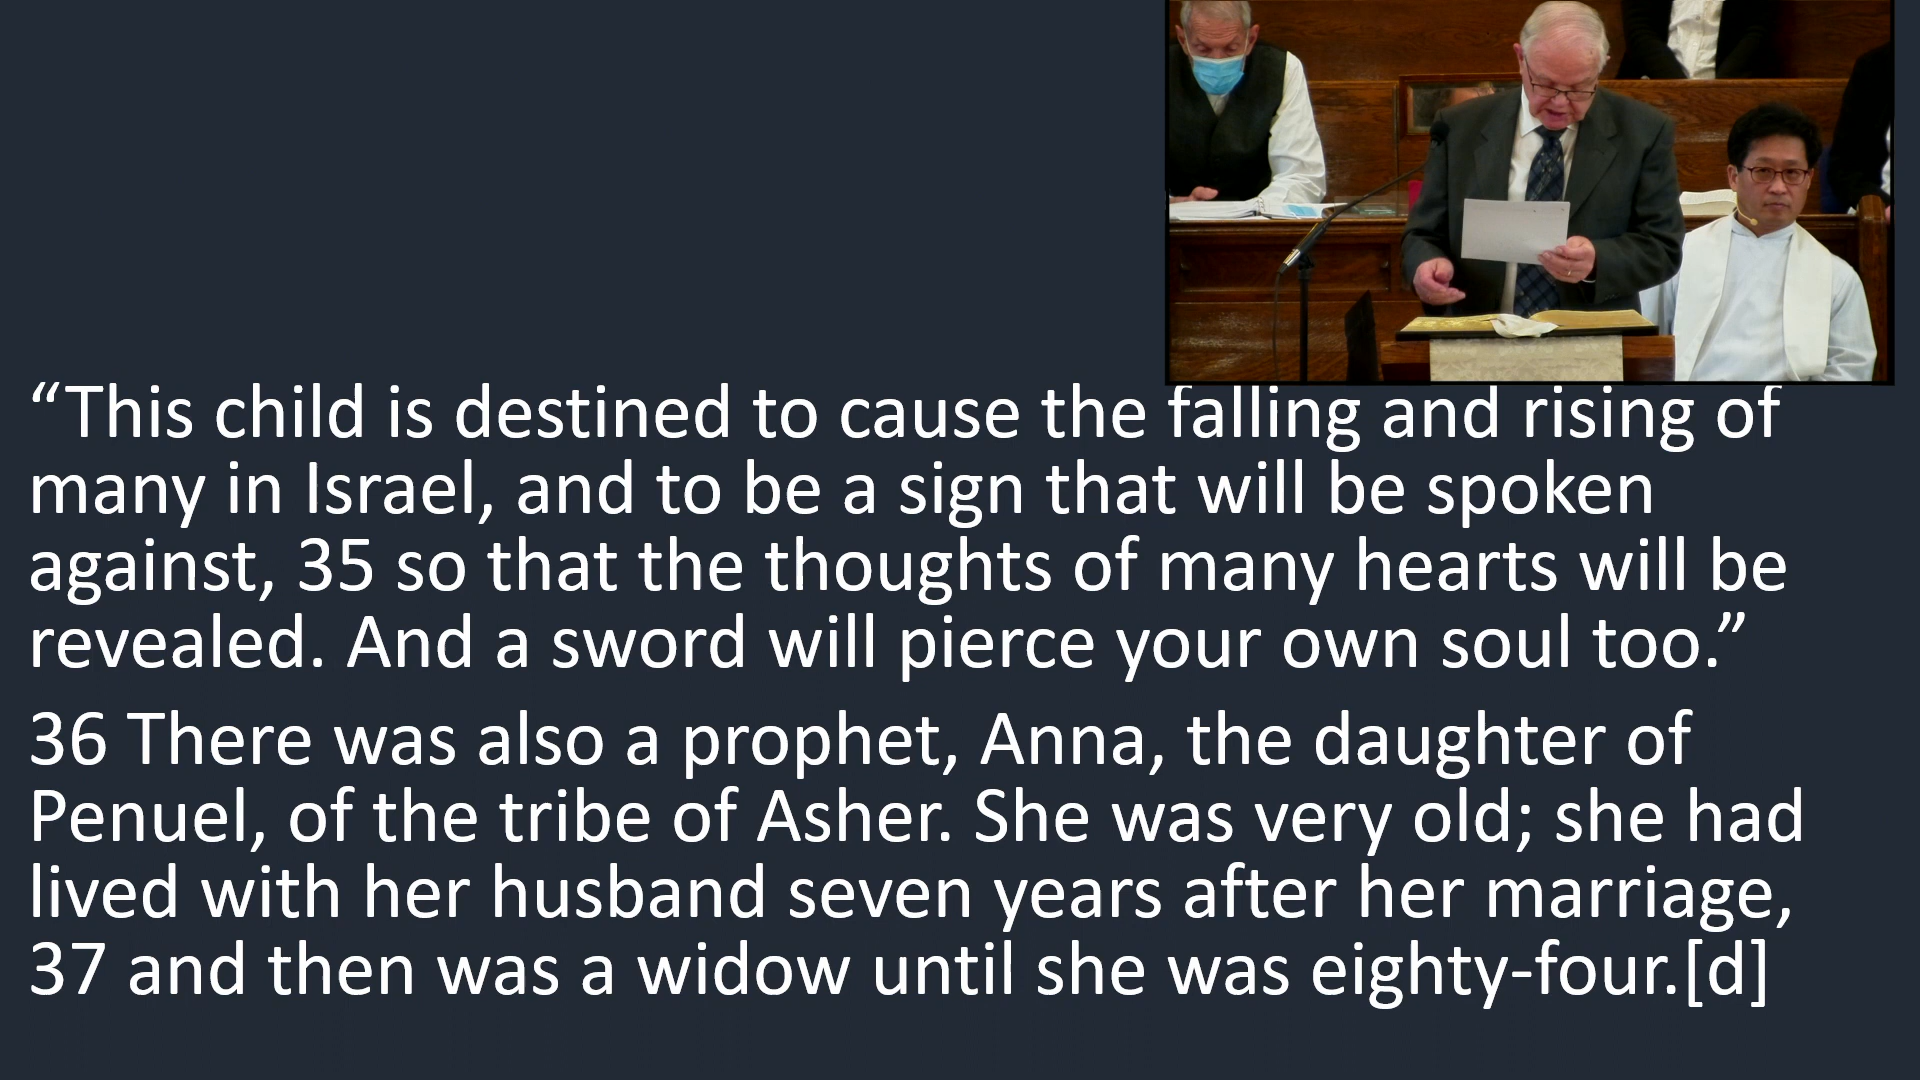 “This child is destined to cause the falling and rising of
many in Israel, and to be a sign that will be spoken
against, 35 so that the thoughts of many hearts will be
revealed. And a sword will pierce your own soul too.”
36 There was also a prophet, Anna, the daughter of
Penuel, of the tribe of Asher. She was very old; she had
lived with her husband seven years after her marriage,
37 and then was a widow until she was eighty-four.[d]